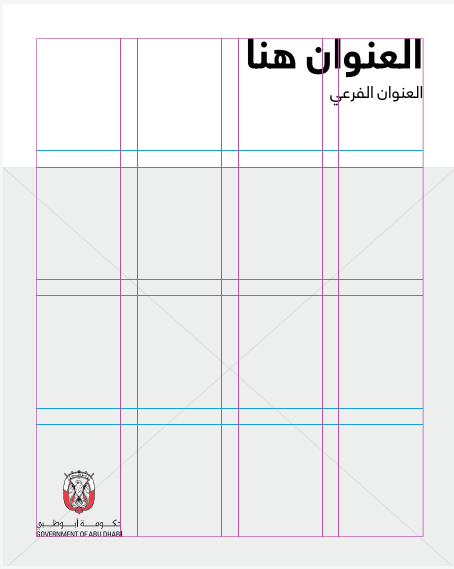 العنوان هنا
العنوان الفرعي
حكومة أبوظبي
GOVERNMENT OF ABU DHABI